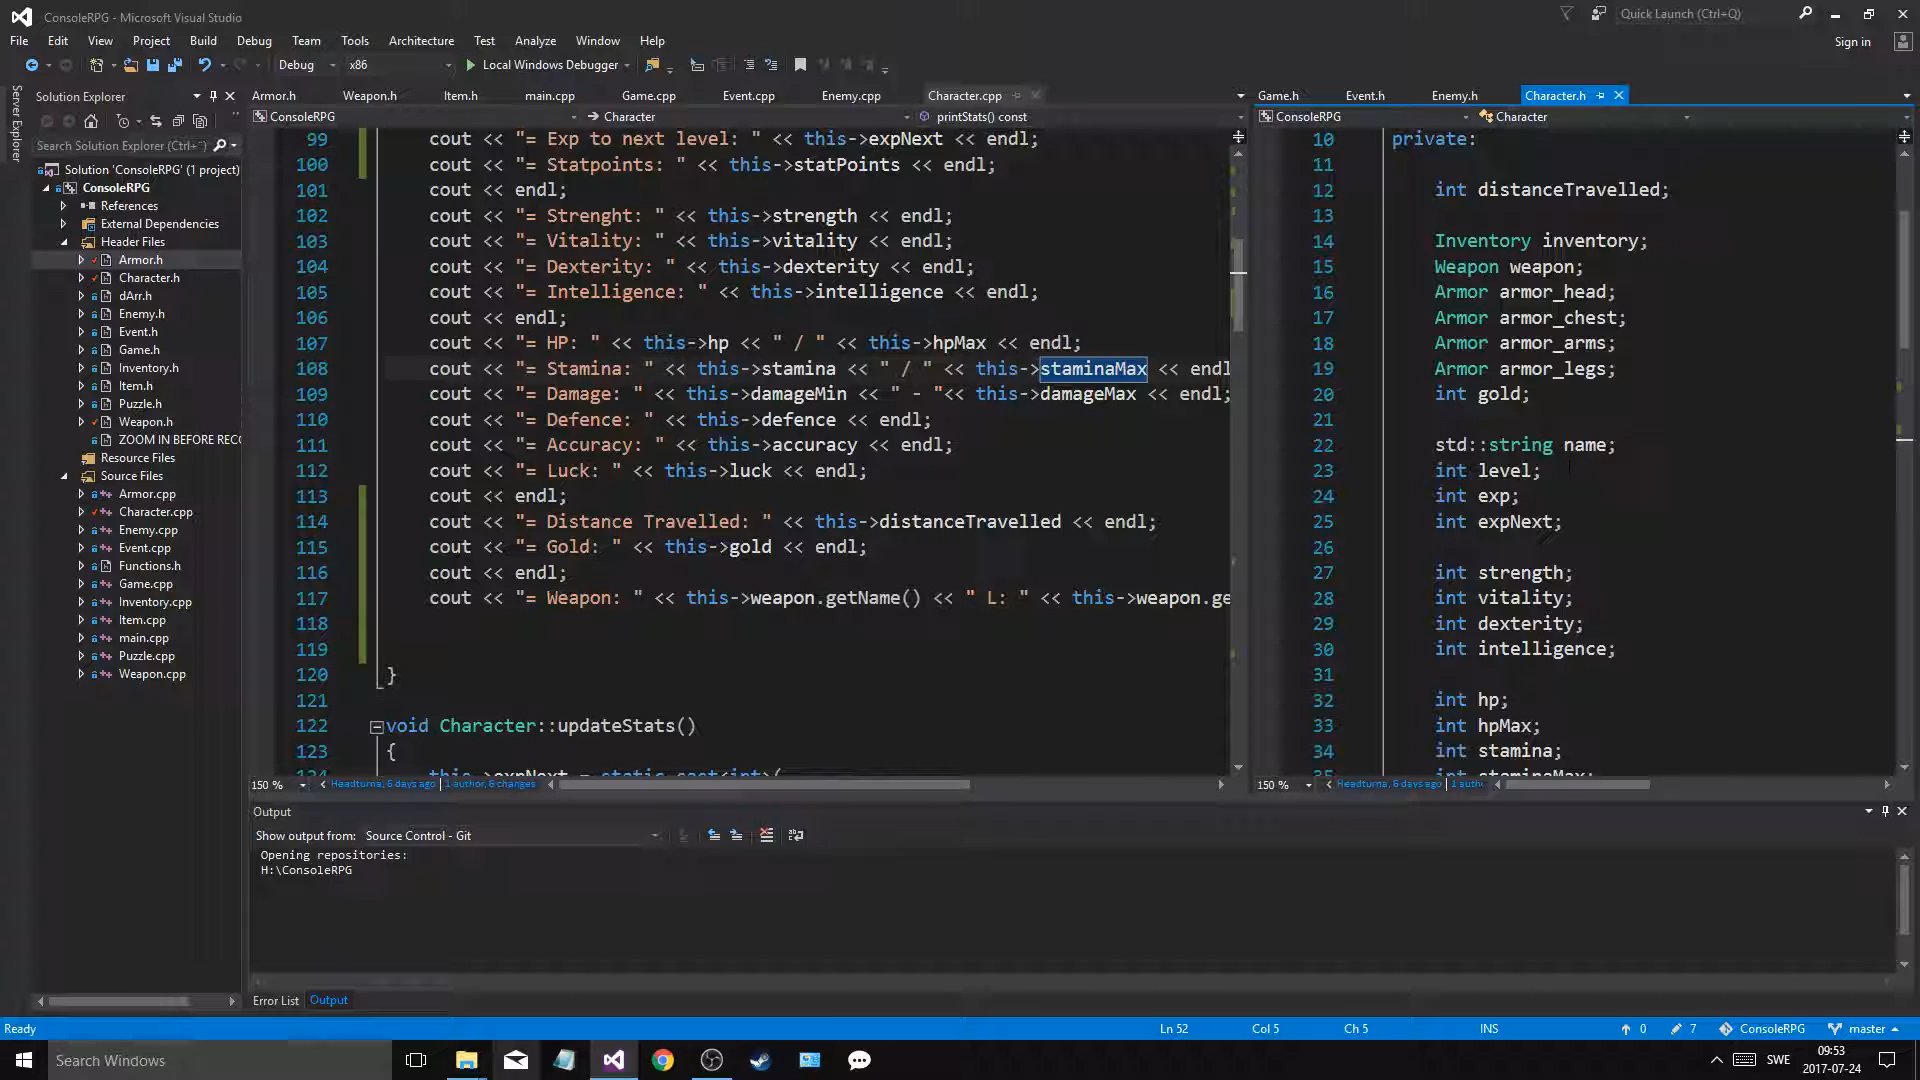 ConsoleRPG - Microsoft Visual Studio
Quick Launch (Ctrl+Q)
File Edit View Project Build Debug Team Tools Architecture Test Analyze Window Help
Sign in
Debug x86 Local Windows Debugger
Server Explorer
Solution Explorer
Search Solution Explorer (Ctrl+¨)
Solution 'ConsoleRPG' (1 project)
ConsoleRPG
References
External Dependencies
Header Files
Armor.h
Character.h
dArr.h
Enemy.h
Event.h
Game.h
Inventory.h
Item.h
Puzzle.h
Weapon.h
ZOOM IN BEFORE REC
Resource Files
Source Files
Armor.cpp
Character.cpp
Enemy.cpp
Event.cpp
Functions.h
Game.cpp
Inventory.cpp
Item.cpp
main.cpp
Puzzle.cpp
Weapon.cpp
Armor.h Weapon.h Item.h main.cpp Game.cpp Event.cpp Enemy.cpp Character.cpp
ConsoleRPG Character printStats() const
99 cout << "= Exp to next level: " << this->expNext << endl;
100 cout << "= Statpoints: " << this->statPoints << endl;
101 cout << endl;
102 cout << "= Strenght: " << this->strength << endl;
103 cout << "= Vitality: " << this->vitality << endl;
104 cout << "= Dexterity: " << this->dexterity << endl;
105 cout << "= Intelligence: " << this->intelligence << endl;
106 cout << endl;
107 cout << "= HP: " << this->hp << " / " << this->hpMax << endl;
108 cout << "= Stamina: " << this->stamina << " / " << this->staminaMax << endl
109 cout << "= Damage: " << this->damageMin << " - "<< this->damageMax << endl;
110 cout << "= Defence: " << this->defence << endl;
111 cout << "= Accuracy: " << this->accuracy << endl;
112 cout << "= Luck: " << this->luck << endl;
113 cout << endl;
114 cout << "= Distance Travelled: " << this->distanceTravelled << endl;
115 cout << "= Gold: " << this->gold << endl;
116 cout << endl;
117 cout << "= Weapon: " << this->weapon.getName() << " L: " << this->weapon.ge
118
119
120 }
121
122 void Character::updateStats()
123 {
124 this->expNext = static_cast<int>(
150 % Headturna, 6 days ago | 1 author, 6 changes
Game.h Event.h Enemy.h Character.h
ConsoleRPG Character
10 private:
11
12 int distanceTravelled;
13
14 Inventory inventory;
15 Weapon weapon;
16 Armor armor_head;
17 Armor armor_chest;
18 Armor armor_arms;
19 Armor armor_legs;
20 int gold;
21
22 std::string name;
23 int level;
24 int exp;
25 int expNext;
26
27 int strength;
28 int vitality;
29 int dexterity;
30 int intelligence;
31
32 int hp;
33 int hpMax;
34 int stamina;
35 int staminaMax;
150 % Headturna, 6 days ago | 1 auth
Output
Show output from: Source Control - Git
Opening repositories:
H:\ConsoleRPG
Error List Output
Ready Ln 52 Col 5 Ch 5 INS 0 7 ConsoleRPG master
Search Windows
SWE
09:53
2017-07-24